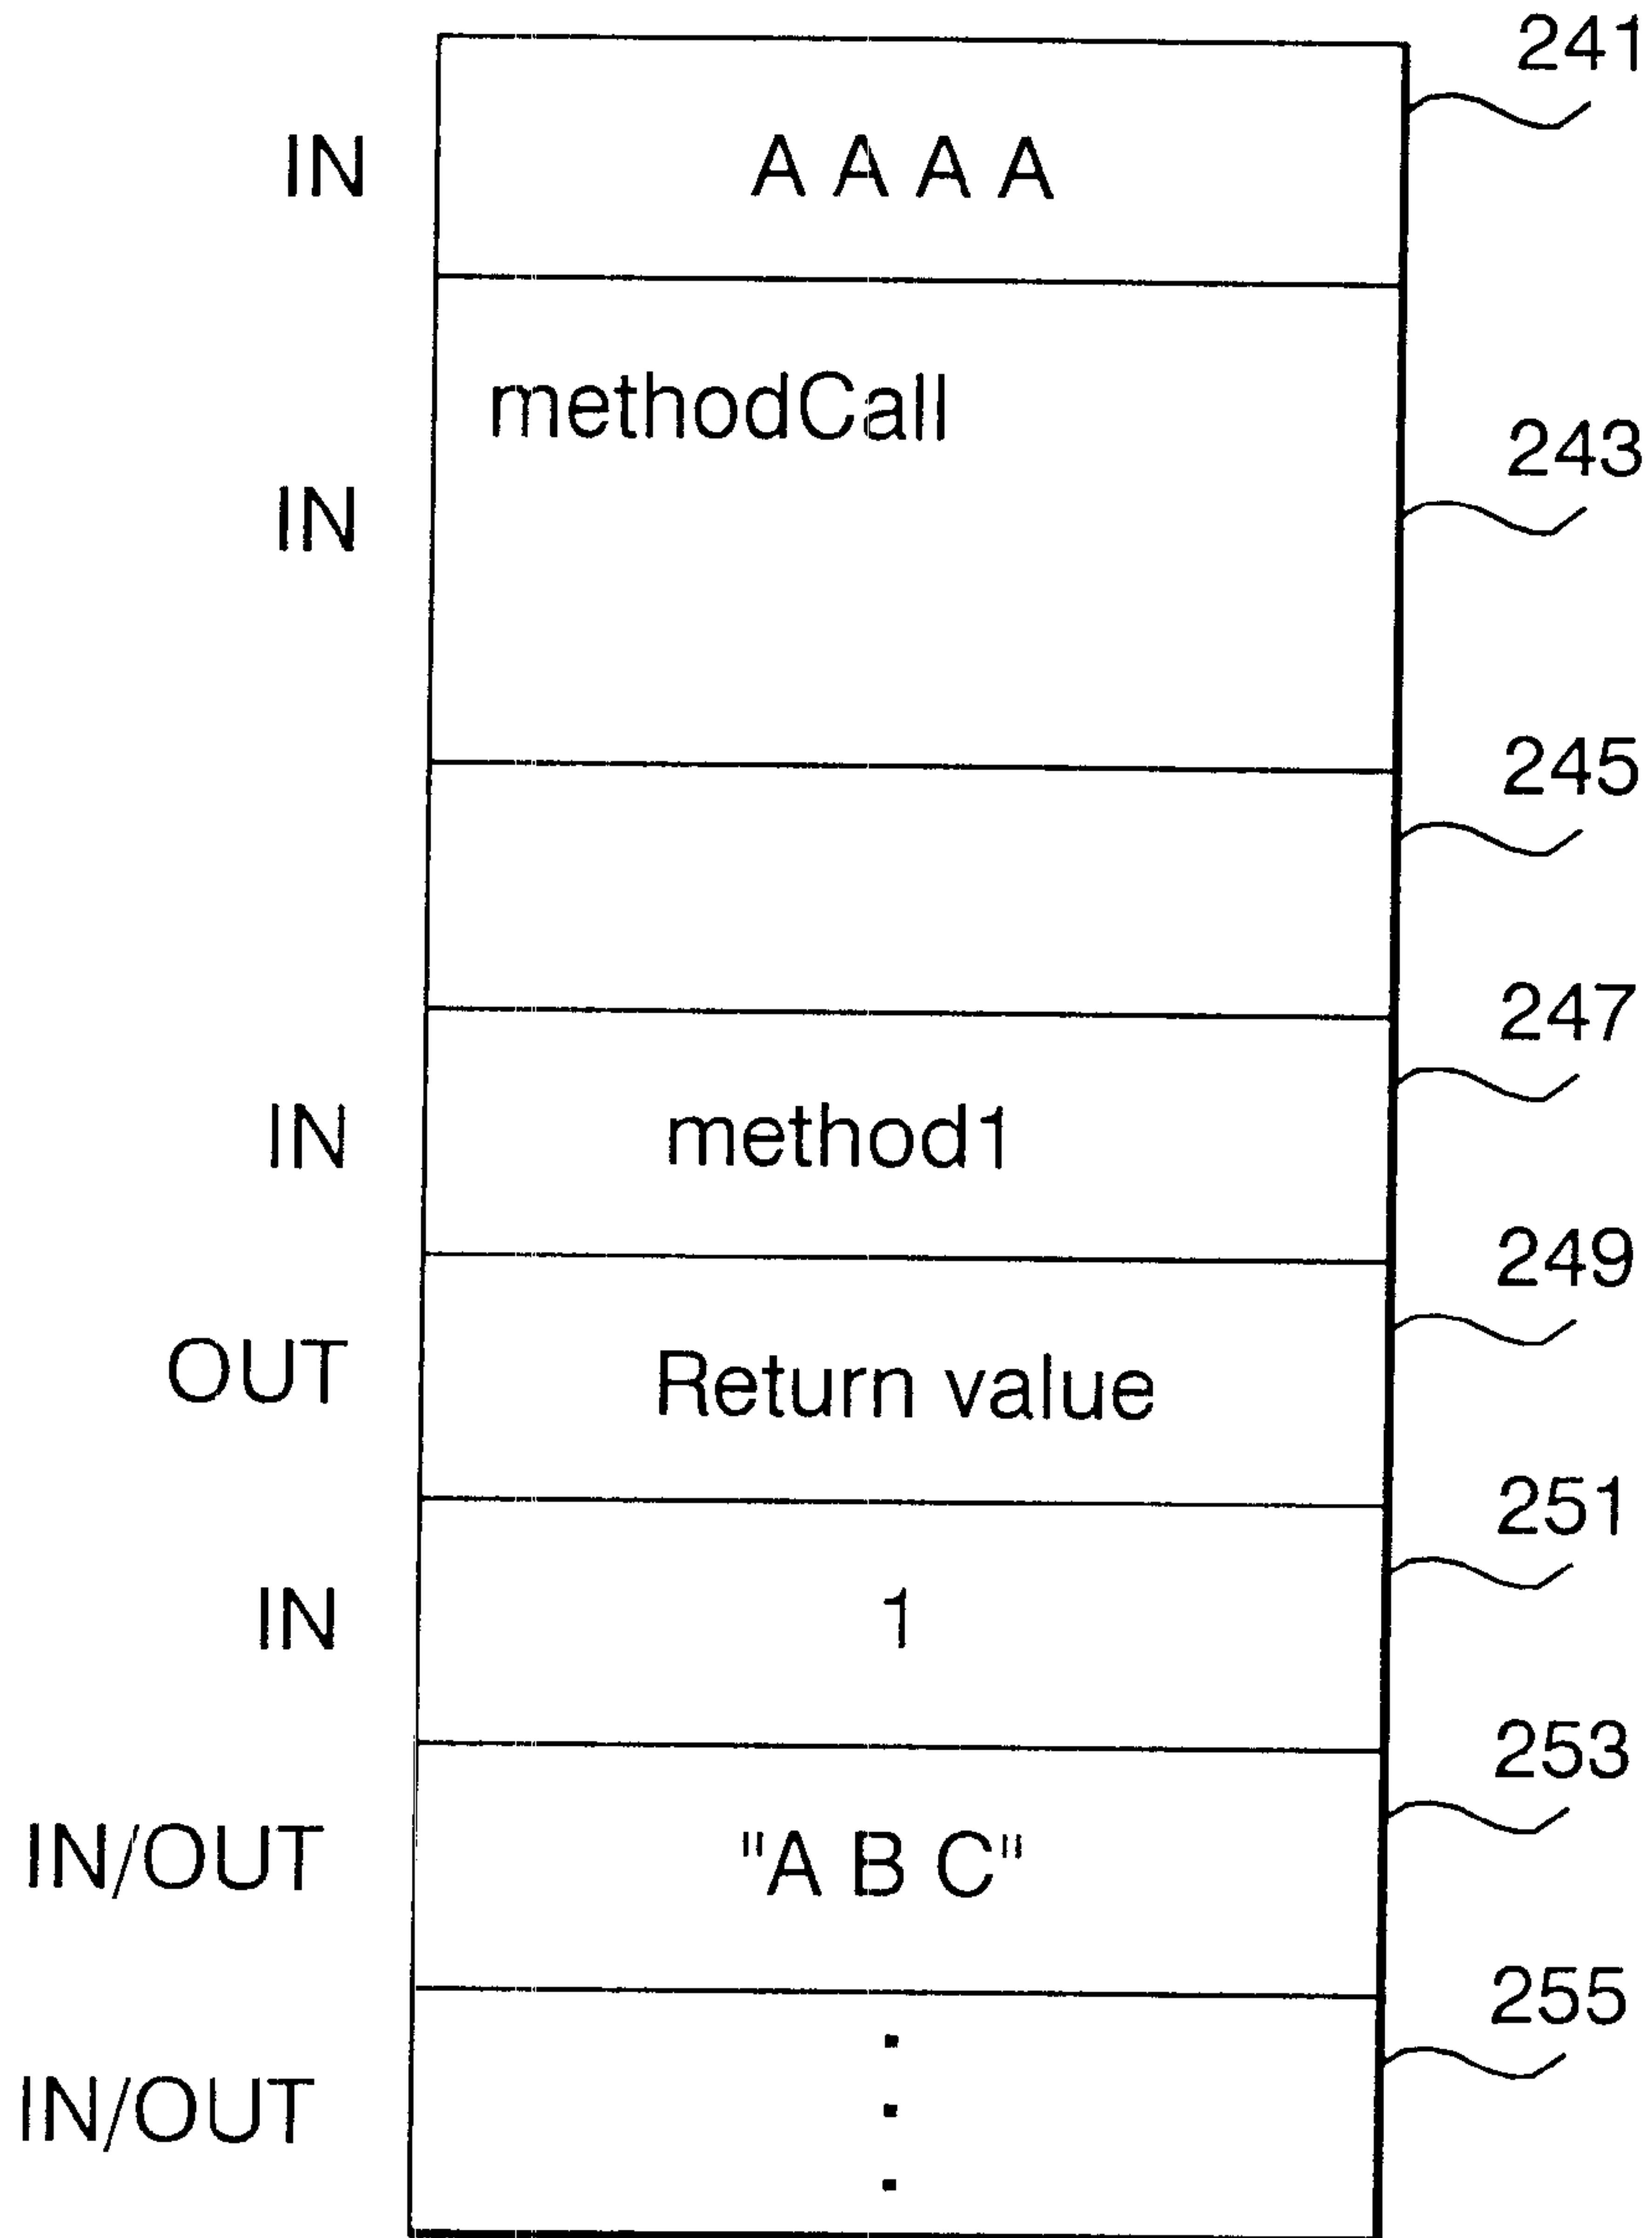 241
IN A A A A
methodCall
243
IN
245
247
IN method1
249
OUT Return value
251
IN 1
253
IN/OUT "A B C"
255
IN/OUT